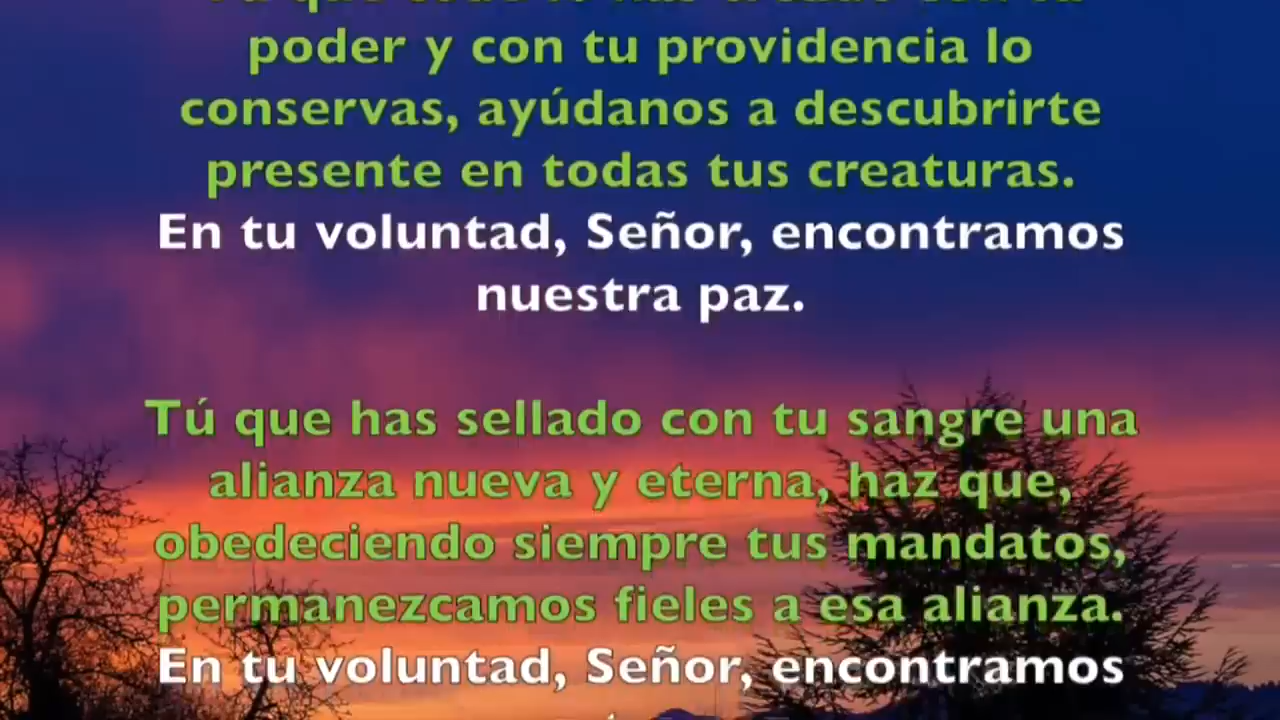 poder y con tu providencia lo
conservas, ayúdanos a descubrirte
presente en todas tus creaturas.
En tu voluntad, Señor, encontramos
nuestra paz.
Tú que has sellado con tu sangre una
alianza nueva y eterna, haz que,
obedeciendo siempre tus mandatos,
permanezcamos fieles a esa alianza.
En tu voluntad, Señor, encontramos